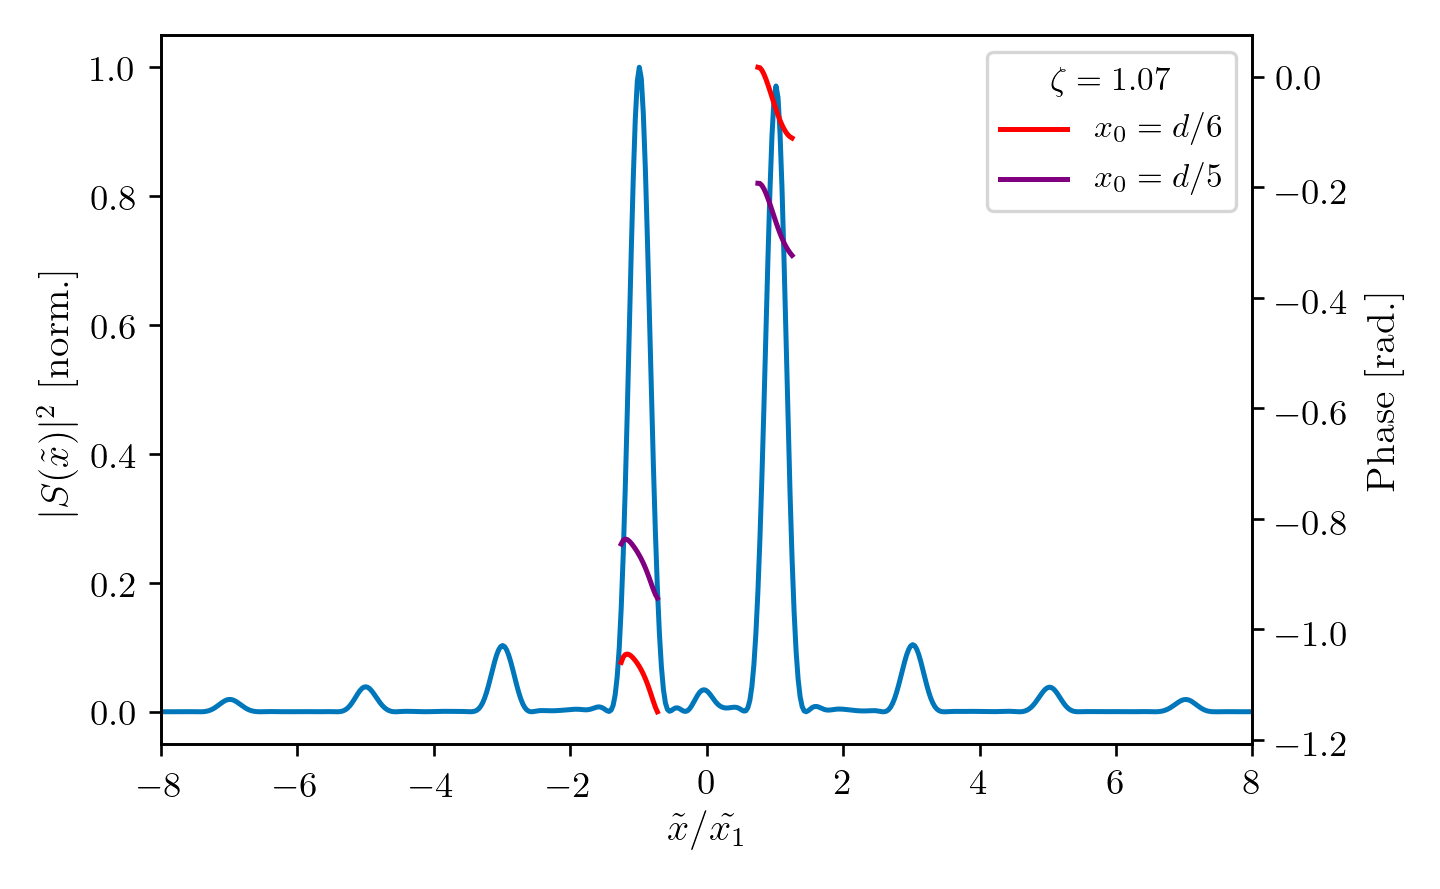 1.0
0.8
0.6
0.4
0.2
0.0
|S(x̃)|² [norm.]
0.0
−0.2
−0.4
−0.6
−0.8
−1.0
−1.2
Phase [rad.]
ζ = 1.07
x₀ = d/6
x₀ = d/5
−8 −6 −4 −2 0 2 4 6 8
x̃/x̃₁